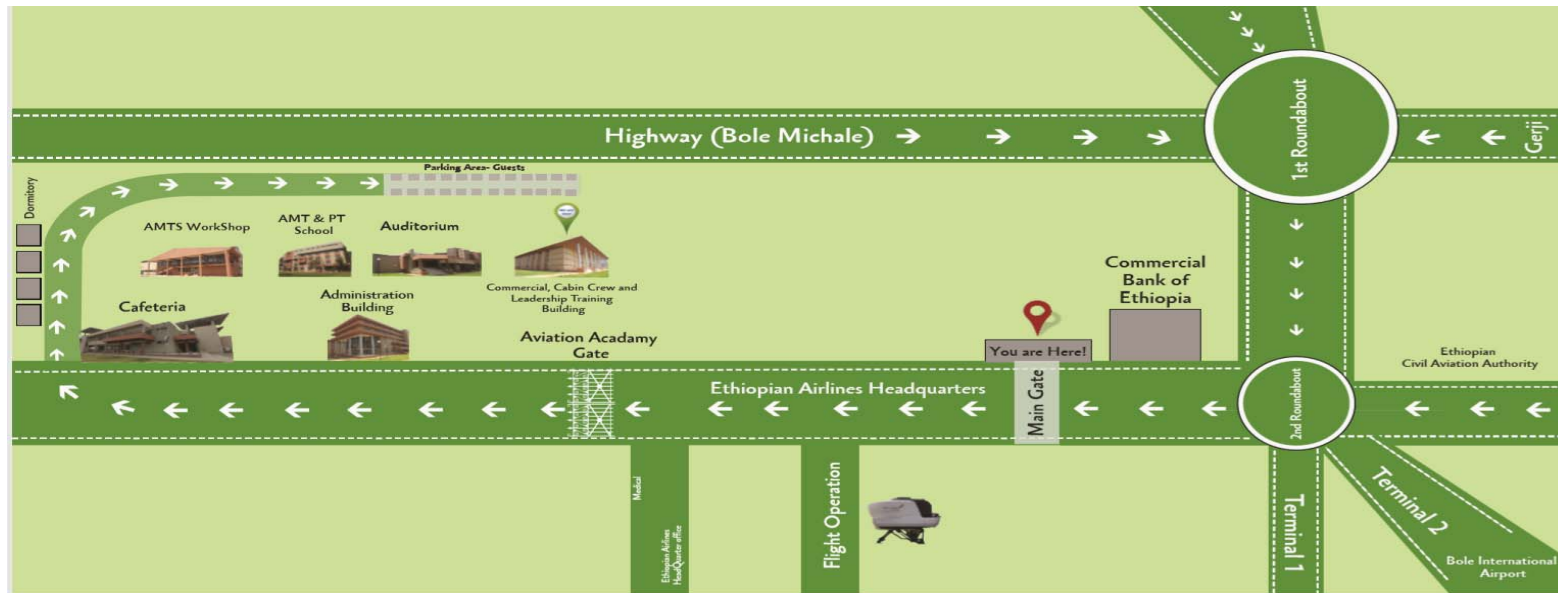 Highway (Bole Michale)
1st Roundabout
Gerji
Parking Area- Guests
Dormitory
AMTS WorkShop
AMT & PT
School
Auditorium
Commercial, Cabin Crew and
Leadership Training
Building
Cafeteria
Administration
Building
Aviation Acadamy
Gate
You are Here!
Commercial
Bank of
Ethiopia
Ethiopian
Civil Aviation Authority
Ethiopian Airlines Headquarters
Main Gate
2nd Roundabout
Medical
Ethiopian Airlines
HeadQuarter office
Flight Operation
Terminal 1
Terminal 2
Bole International
Airport